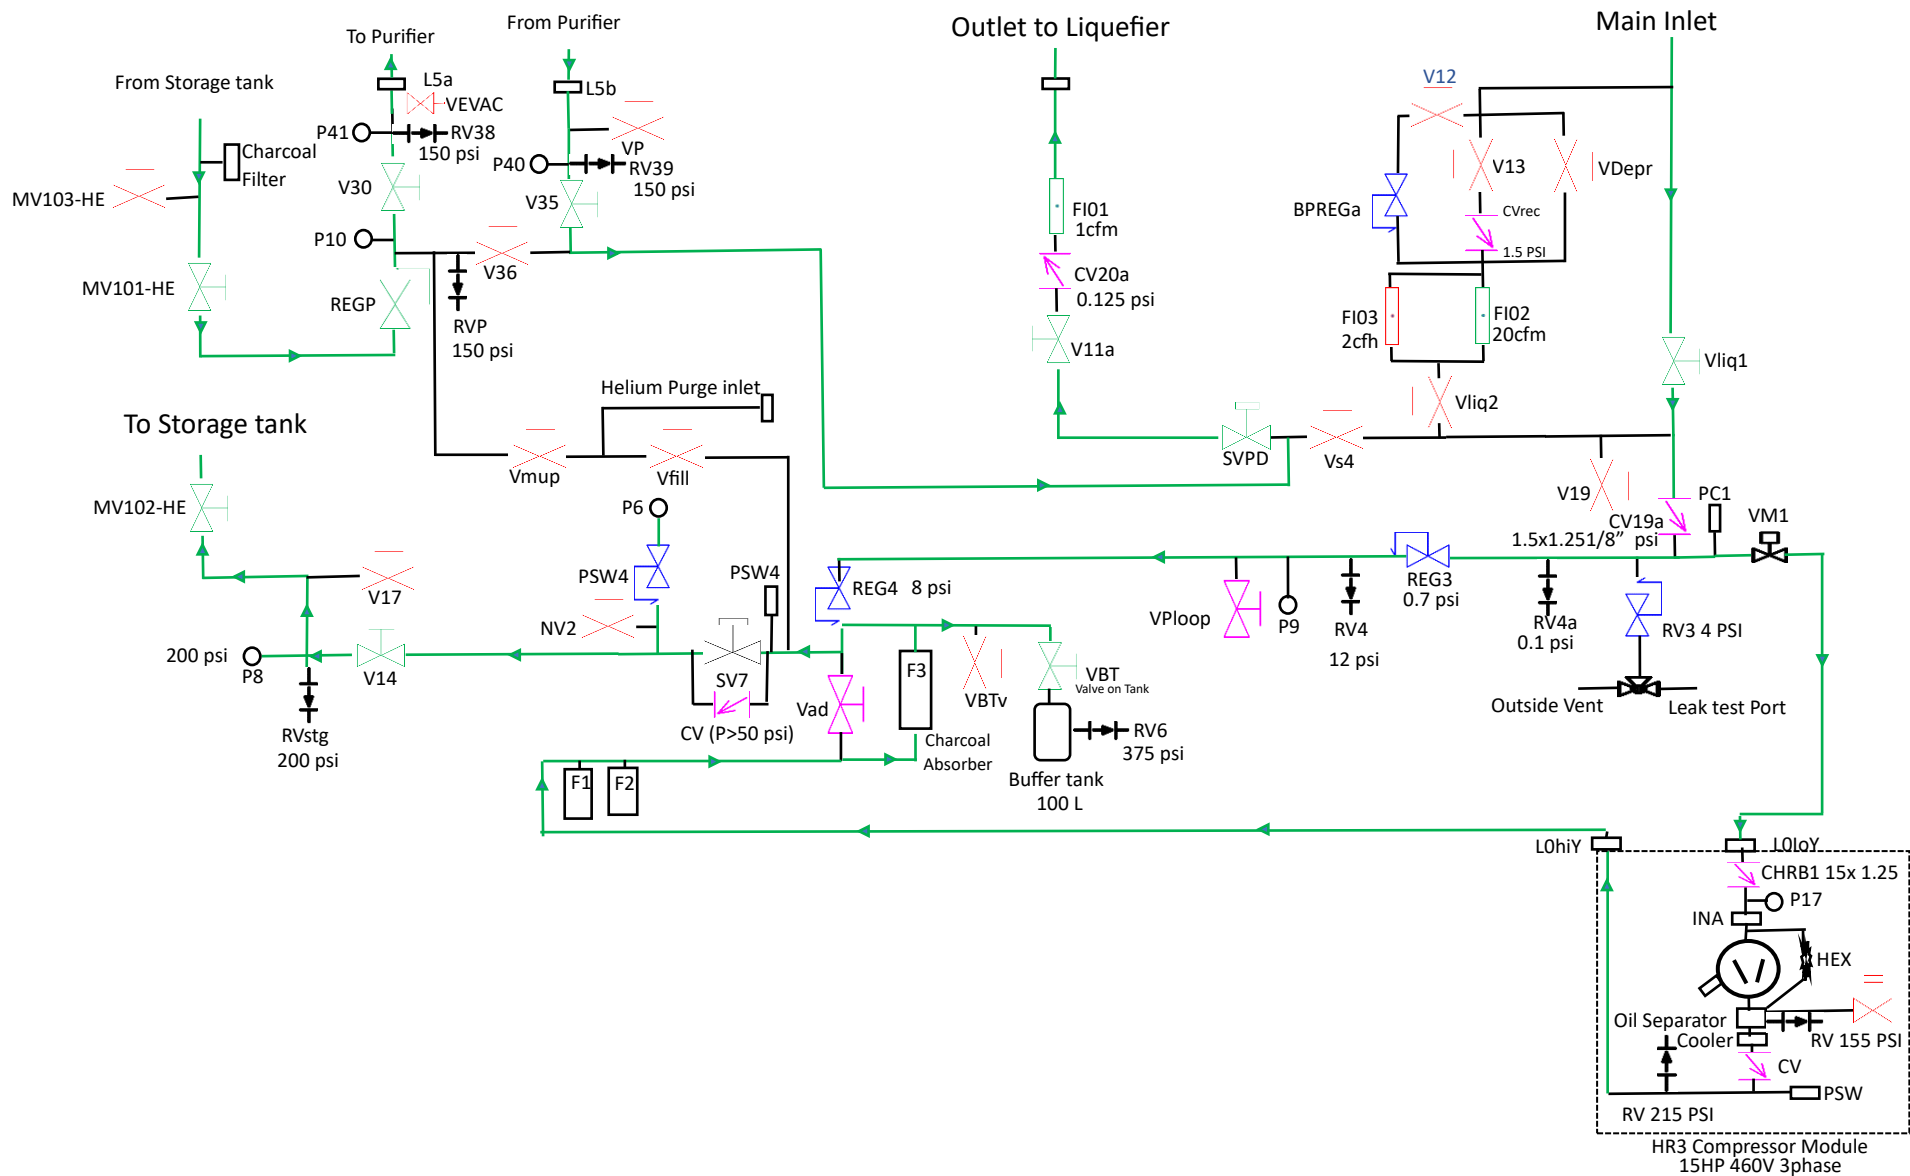 From Purifier
To Purifier
Outlet to Liquefier
Main Inlet
From Storage tank
L5a
VEVAC
L5b
V12
P41
RV38
150 psi
Charcoal
Filter
P40
VP
RV39
150 psi
V13
VDepr
MV103-HE
V30
V35
FI01
1cfm
BPREGa
CVrec
1.5 PSI
P10
V36
CV20a
0.125 psi
MV101-HE
REGP
RVP
150 psi
FI03
2cfh
FI02
20cfm
V11a
Vliq1
Helium Purge inlet
Vliq2
To Storage tank
Vmup
Vfill
SVPD
Vs4
MV102-HE
P6
V19
PC1
CV19a
1.5x1.251/8” psi
VM1
PSW4
PSW4
REG4
8 psi
REG3
0.7 psi
V17
NV2
VPloop
P9
RV4
12 psi
RV4a
0.1 psi
RV3 4 PSI
200 psi
P8
V14
SV7
F3
VBT
Valve on Tank
VBTv
Outside Vent
Leak test Port
RVstg
200 psi
CV (P>50 psi)
Vad
Charcoal
Absorber
RV6
375 psi
F1
F2
Buffer tank
100 L
L0hiY
L0loY
CHRB1 15x 1.25
P17
INA
HEX
Oil Separator
Cooler
RV 155 PSI
CV
PSW
RV 215 PSI
HR3 Compressor Module
15HP 460V 3phase